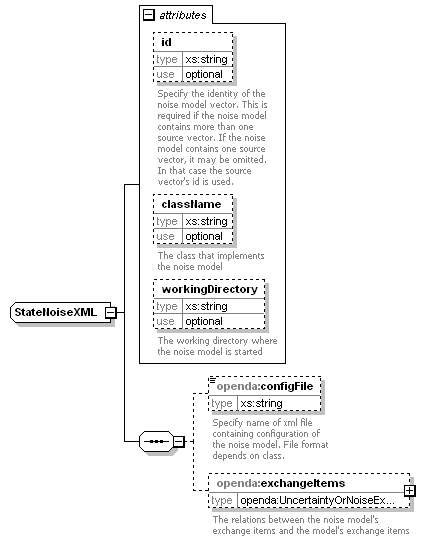 attributes
id
type xs:string
use optional
Specify the identity of the
noise model vector. This is
required if the noise model
contains more than one
source vector. If the noise
model contains one source
vector, it may be omitted.
In that case the source
vector's id is used.
className
type xs:string
use optional
The class that implements
the noise model
workingDirectory
type xs:string
use optional
The working directory where
the noise model is started
StateNoiseXML
openda:configFile
type xs:string
Specify name of xml file
containing configuration of
the noise model. File format
depends on class.
openda:exchangeItems
type openda:UncertaintyOrNoiseEx...
The relations between the noise model's
exchange items and the model's exchange items